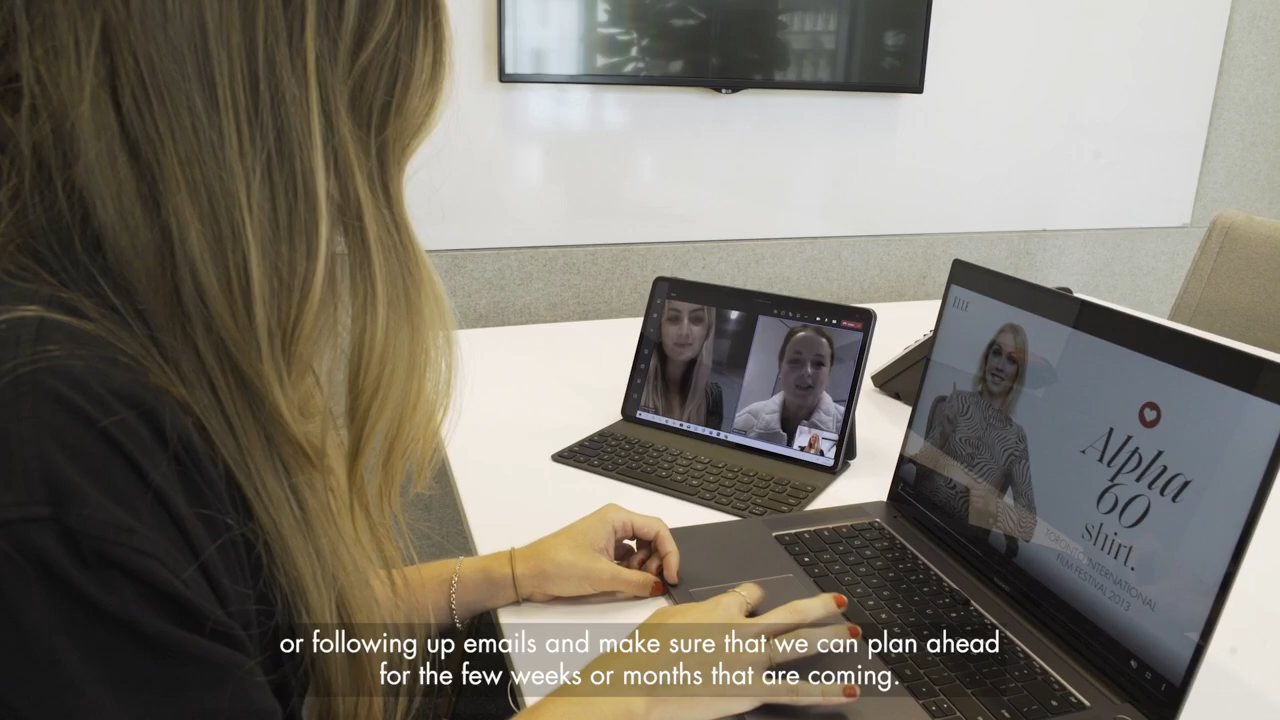 LG
ELLE
Alpha
60
shirt.
TORONTO INTERNATIONAL
FILM FESTIVAL 2013
or following up emails and make sure that we can plan ahead
for the few weeks or months that are coming.